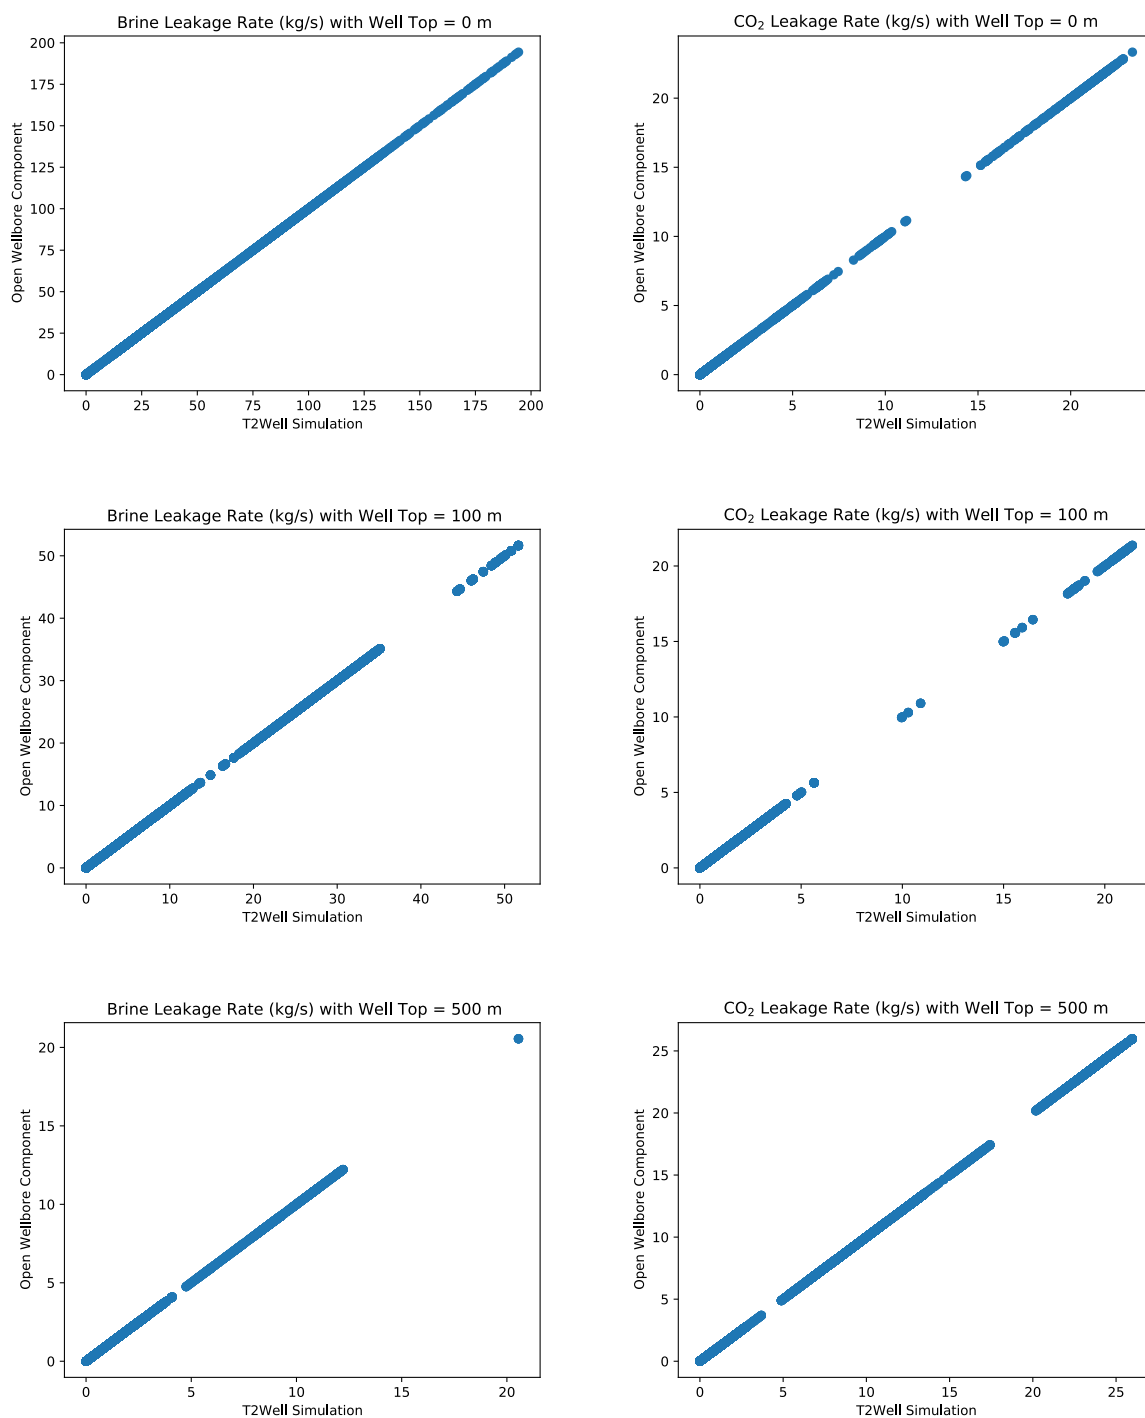 Brine Leakage Rate (kg/s) with Well Top = 0 m
200
175
150
125
100
75
50
25
0
Open Wellbore Component
0 25 50 75 100 125 150 175 200
T2Well Simulation
CO₂ Leakage Rate (kg/s) with Well Top = 0 m
20
15
10
5
0
Open Wellbore Component
0 5 10 15 20
T2Well Simulation
Brine Leakage Rate (kg/s) with Well Top = 100 m
50
40
30
20
10
0
Open Wellbore Component
0 10 20 30 40 50
T2Well Simulation
CO₂ Leakage Rate (kg/s) with Well Top = 100 m
20
15
10
5
0
Open Wellbore Component
0 5 10 15 20
T2Well Simulation
Brine Leakage Rate (kg/s) with Well Top = 500 m
20
15
10
5
0
Open Wellbore Component
0 5 10 15 20
T2Well Simulation
CO₂ Leakage Rate (kg/s) with Well Top = 500 m
25
20
15
10
5
0
Open Wellbore Component
0 5 10 15 20 25
T2Well Simulation